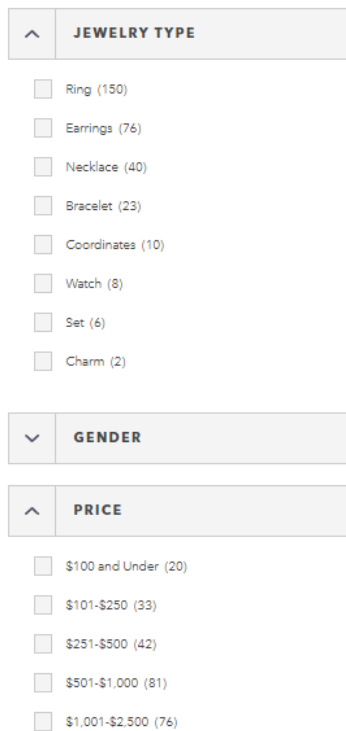 JEWELRY TYPE
Ring (150)
Earrings (76)
Necklace (40)
Bracelet (23)
Coordinates (10)
Watch (8)
Set (6)
Charm (2)
GENDER
PRICE
$100 and Under (20)
$101-$250 (33)
$251-$500 (42)
$501-$1,000 (81)
$1,001-$2,500 (76)